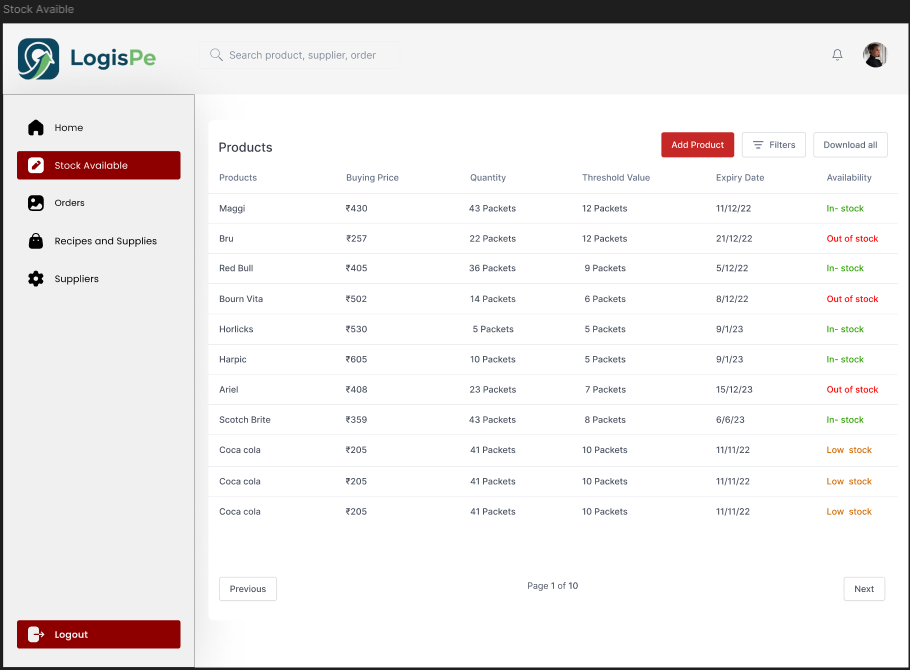 Stock Avaible
LogisPe
Search product, supplier, order
Home
Stock Available
Orders
Recipes and Supplies
Suppliers
Logout
Products
Add Product
Filters
Download all
Products Buying Price Quantity Threshold Value Expiry Date Availability
Maggi ₹430 43 Packets 12 Packets 11/12/22 In- stock
Bru ₹257 22 Packets 12 Packets 21/12/22 Out of stock
Red Bull ₹405 36 Packets 9 Packets 5/12/22 In- stock
Bourn Vita ₹502 14 Packets 6 Packets 8/12/22 Out of stock
Horlicks ₹530 5 Packets 5 Packets 9/1/23 In- stock
Harpic ₹605 10 Packets 5 Packets 9/1/23 In- stock
Ariel ₹408 23 Packets 7 Packets 15/12/23 Out of stock
Scotch Brite ₹359 43 Packets 8 Packets 6/6/23 In- stock
Coca cola ₹205 41 Packets 10 Packets 11/11/22 Low stock
Coca cola ₹205 41 Packets 10 Packets 11/11/22 Low stock
Coca cola ₹205 41 Packets 10 Packets 11/11/22 Low stock
Previous
Page 1 of 10
Next